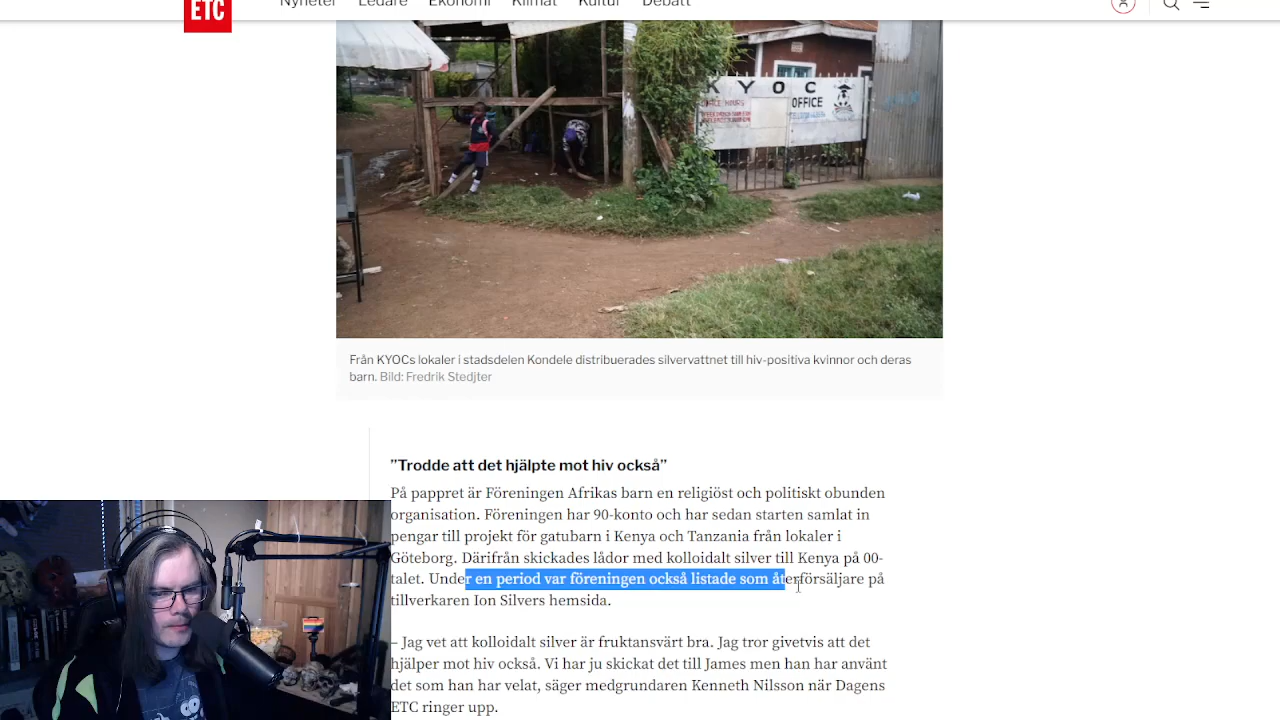 ETC
Nyheter Ledare Ekonomi Klimat Kultur Debatt
KYOC
OFFICE
Från KYOCs lokaler i stadsdelen Kondele distribuerades silvervattnet till hiv-positiva kvinnor och deras
barn. Bild: Fredrik Stedtjer
”Trodde att det hjälpte mot hiv också”
På pappret är Föreningen Afrikas barn en religiöst och politiskt obunden
organisation. Föreningen har 90-konto och har sedan starten samlat in
pengar till projekt för gatubarn i Kenya och Tanzania från lokaler i
Göteborg. Därifrån skickades lådor med kolloidalt silver till Kenya på 00-
talet. Under en period var föreningen också listade som återförsäljare på
tillverkaren Ion Silvers hemsida.
– Jag vet att kolloidalt silver är fruktansvärt bra. Jag tror givetvis att det
hjälper mot hiv också. Vi har ju skickat det till James men han har använt
det som han har velat, säger medgrundaren Kenneth Nilsson när Dagens
ETC ringer upp.